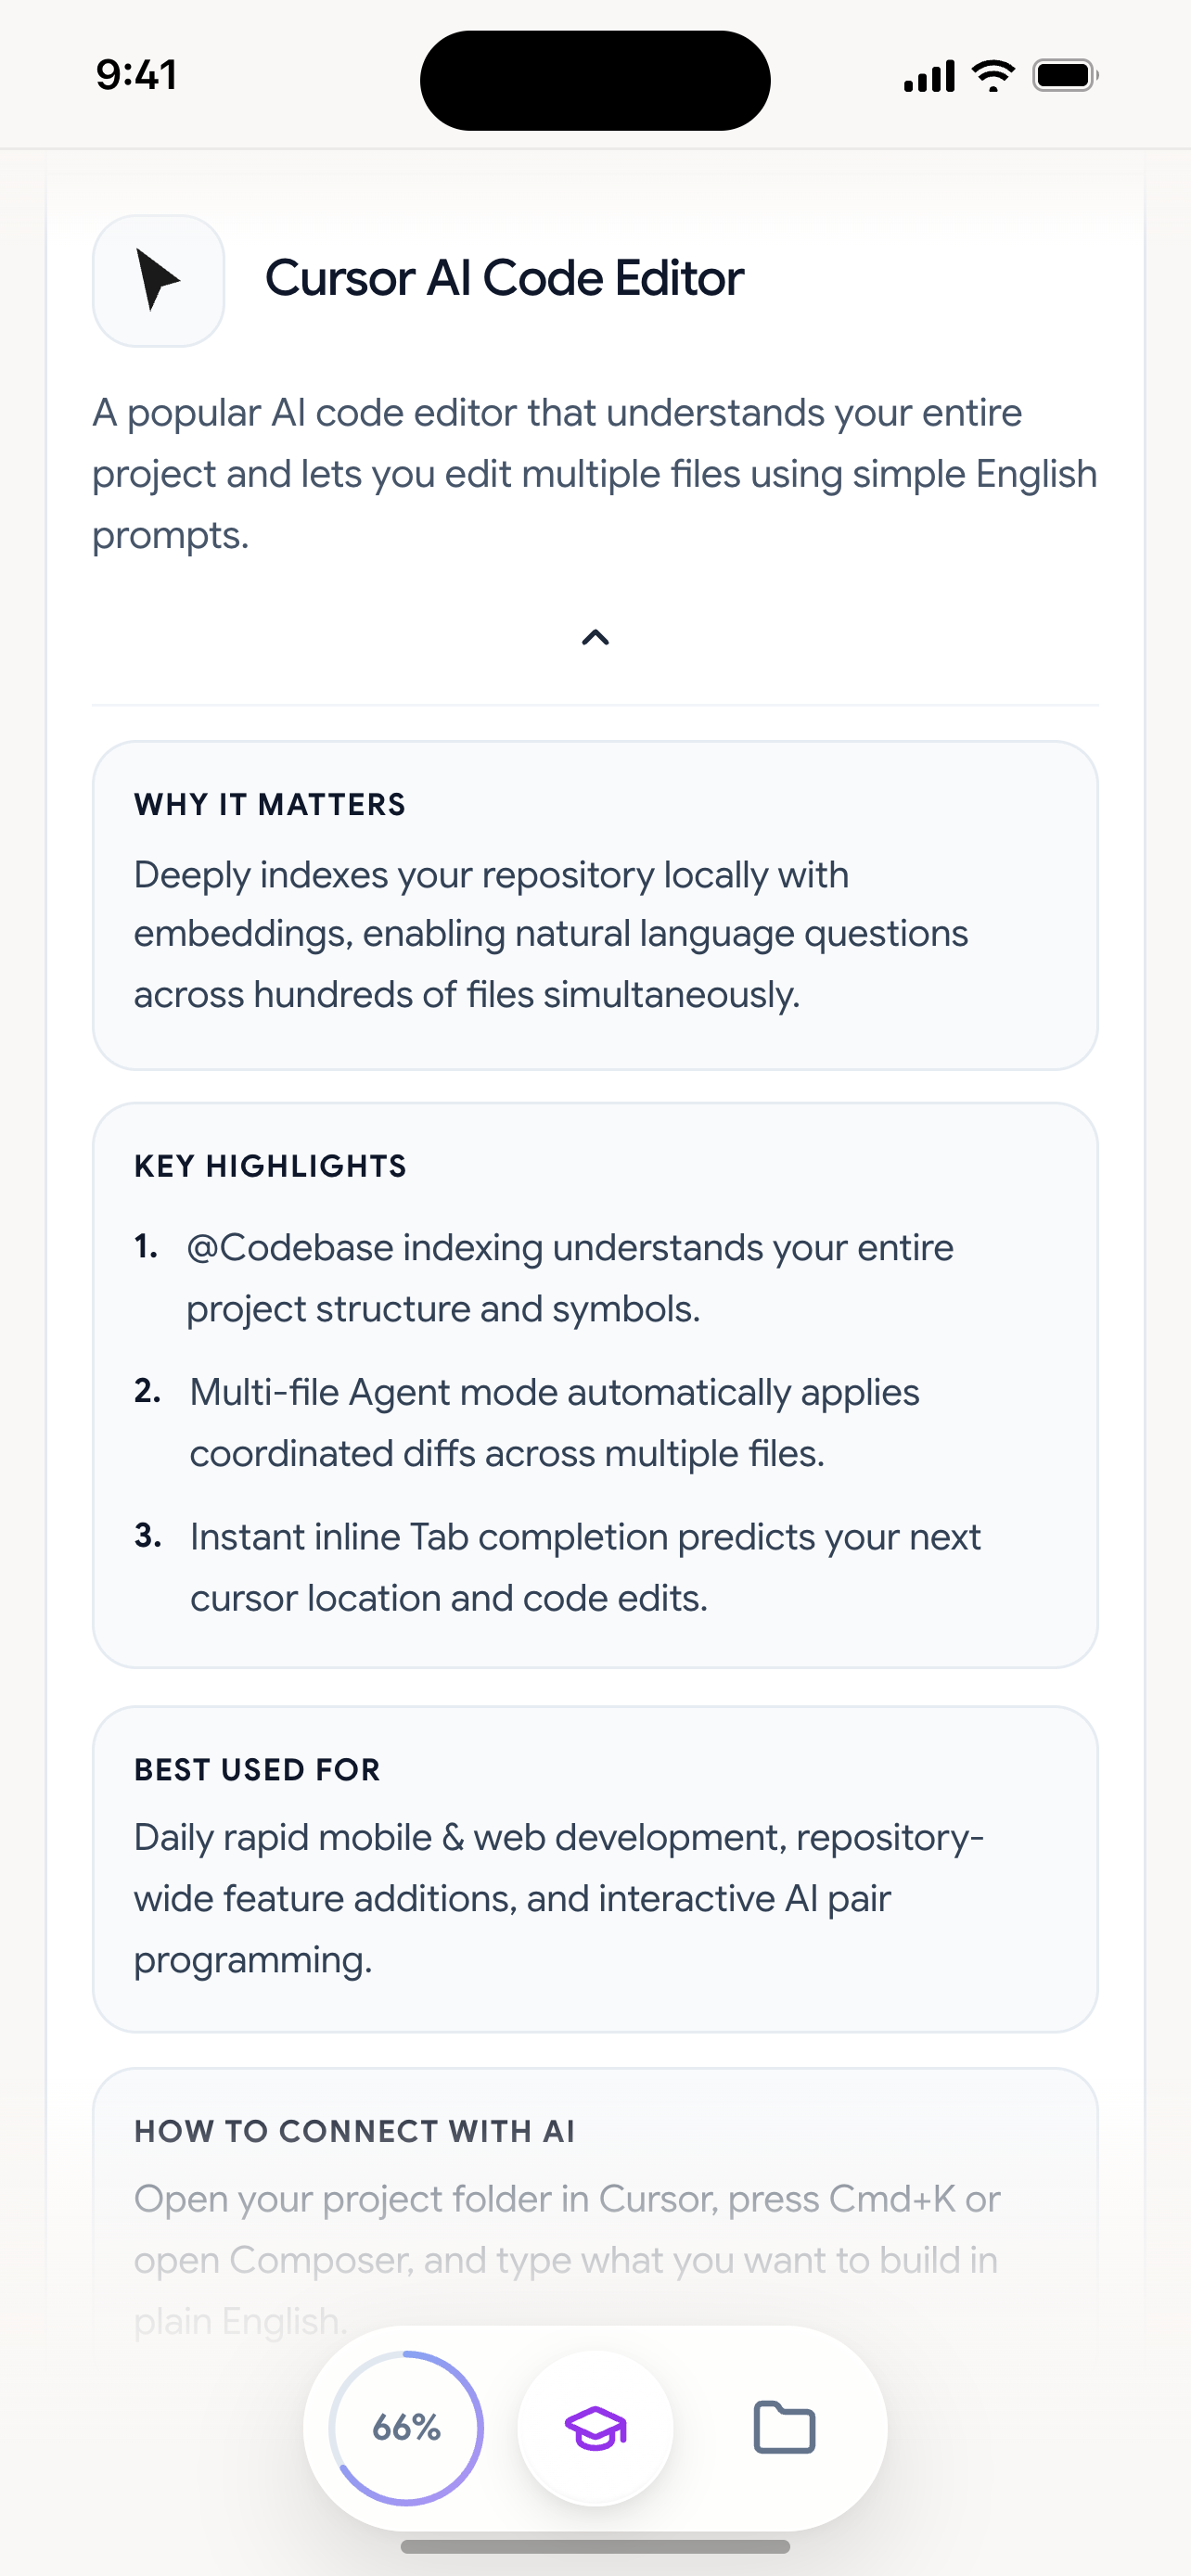 9:41
Cursor AI Code Editor
A popular AI code editor that understands your entire
project and lets you edit multiple files using simple English
prompts.
WHY IT MATTERS
Deeply indexes your repository locally with
embeddings, enabling natural language questions
across hundreds of files simultaneously.
KEY HIGHLIGHTS
1. @Codebase indexing understands your entire
project structure and symbols.
2. Multi-file Agent mode automatically applies
coordinated diffs across multiple files.
3. Instant inline Tab completion predicts your next
cursor location and code edits.
BEST USED FOR
Daily rapid mobile & web development, repository-
wide feature additions, and interactive AI pair
programming.
HOW TO CONNECT WITH AI
Open your project folder in Cursor, press Cmd+K or
open Composer, and type what you want to build in
plain English.
66%